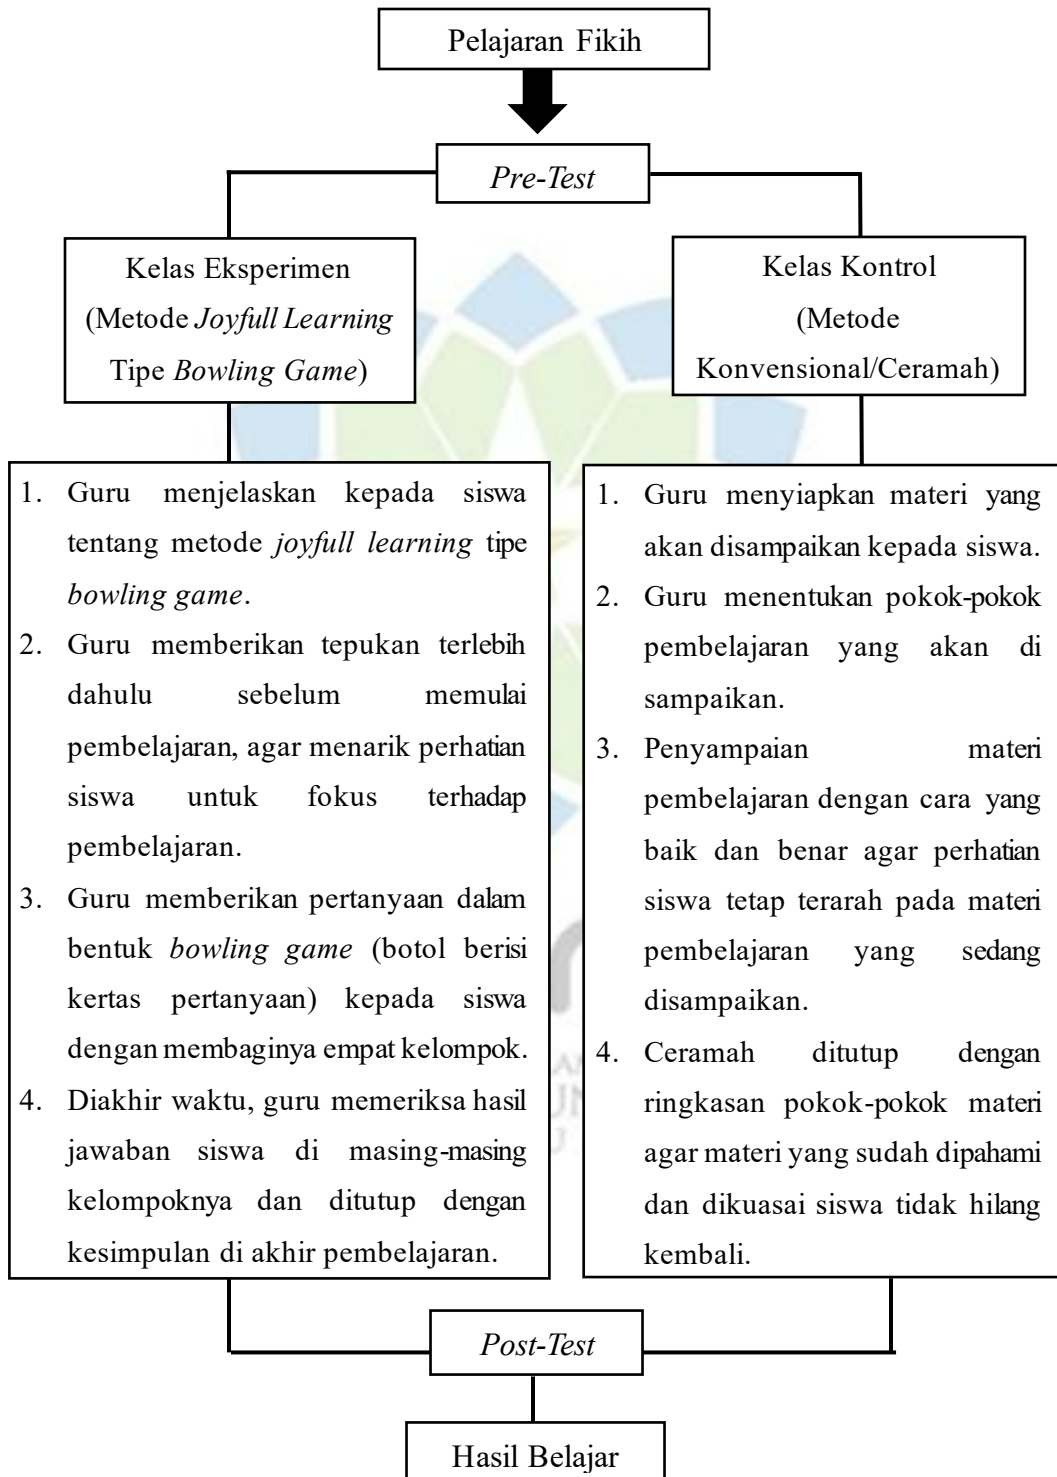 Pelajaran Fikih
Pre-Test
Kelas Eksperimen
(Metode Joyfull Learning
Tipe Bowling Game)
Kelas Kontrol
(Metode
Konvensional/Ceramah)
1. Guru menjelaskan kepada siswa
tentang metode joyfull learning tipe
bowling game.
2. Guru memberikan tepukan terlebih
dahulu sebelum memulai
pembelajaran, agar menarik perhatian
siswa untuk fokus terhadap
pembelajaran.
3. Guru memberikan pertanyaan dalam
bentuk bowling game (botol berisi
kertas pertanyaan) kepada siswa
dengan membaginya empat kelompok.
4. Diakhir waktu, guru memeriksa hasil
jawaban siswa di masing-masing
kelompoknya dan ditutup dengan
kesimpulan di akhir pembelajaran.
1. Guru menyiapkan materi yang
akan disampaikan kepada siswa.
2. Guru menentukan pokok-pokok
pembelajaran yang akan di
sampaikan.
3. Penyampaian materi
pembelajaran dengan cara yang
baik dan benar agar perhatian
siswa tetap terarah pada materi
pembelajaran yang sedang
disampaikan.
4. Ceramah ditutup dengan
ringkasan pokok-pokok materi
agar materi yang sudah dipahami
dan dikuasai siswa tidak hilang
kembali.
Post-Test
Hasil Belajar